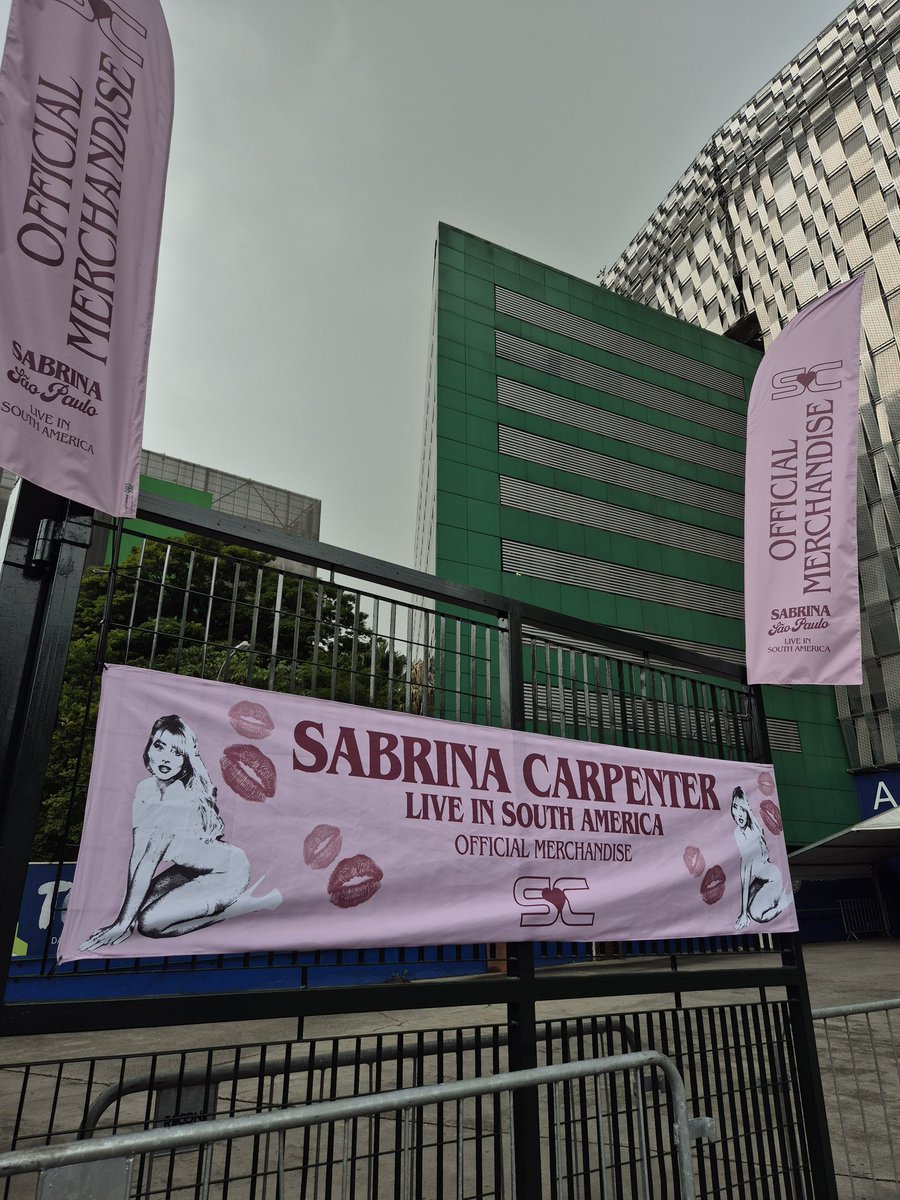 SC
OFFICIAL
MERCHANDISE
SABRINA
São Paulo
LIVE IN
SOUTH AMERICA
SC
OFFICIAL
MERCHANDISE
SABRINA
São Paulo
LIVE IN
SOUTH AMERICA
SABRINA CARPENTER
LIVE IN SOUTH AMERICA
OFFICIAL MERCHANDISE
SC
A